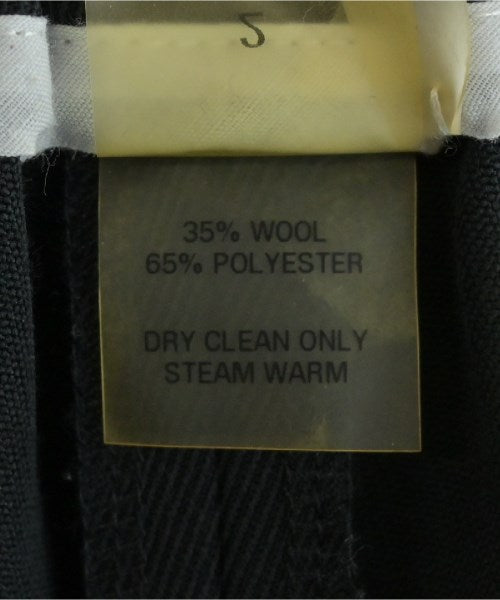 35% WOOL
65% POLYESTER
DRY CLEAN ONLY
STEAM WARM